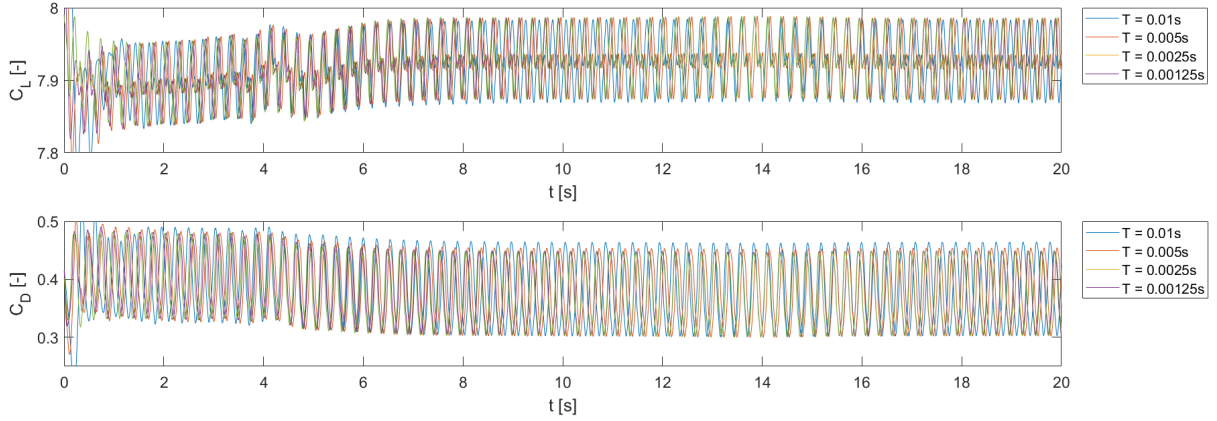 8
7.9
7.8
C_L [-]
0 2 4 6 8 10 12 14 16 18 20
t [s]
T = 0.01s
T = 0.005s
T = 0.0025s
T = 0.00125s
0.5
0.4
0.3
C_D [-]
0 2 4 6 8 10 12 14 16 18 20
t [s]
T = 0.01s
T = 0.005s
T = 0.0025s
T = 0.00125s